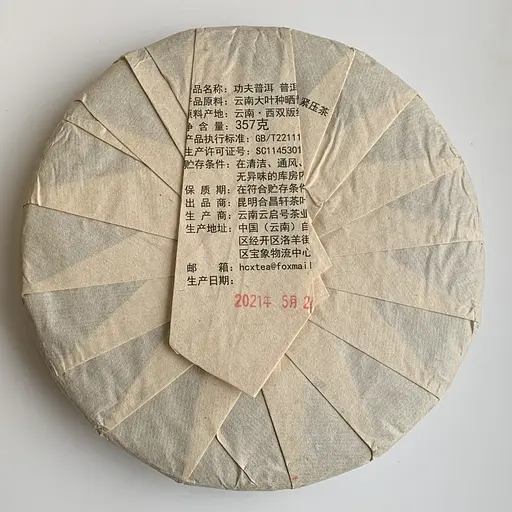 品名称：功夫普洱 普洱
紧压茶
产品原料：云南大叶种晒
原料产地：云南·西双版
净含量：357克
产品执行标准：GB/T22111
生产许可证号：SC1145301
贮存条件：在清洁、通风、
无异味的库房
保质期：在符合贮存条件
出品商：昆明合昌轩茶
生产商：云南云启号茶业
生产地址：中国（云南）自
区经开区洛羊街
区宝象物流中心
邮箱：hcxtea@foxmail
生产日期：
2021年 5月 2